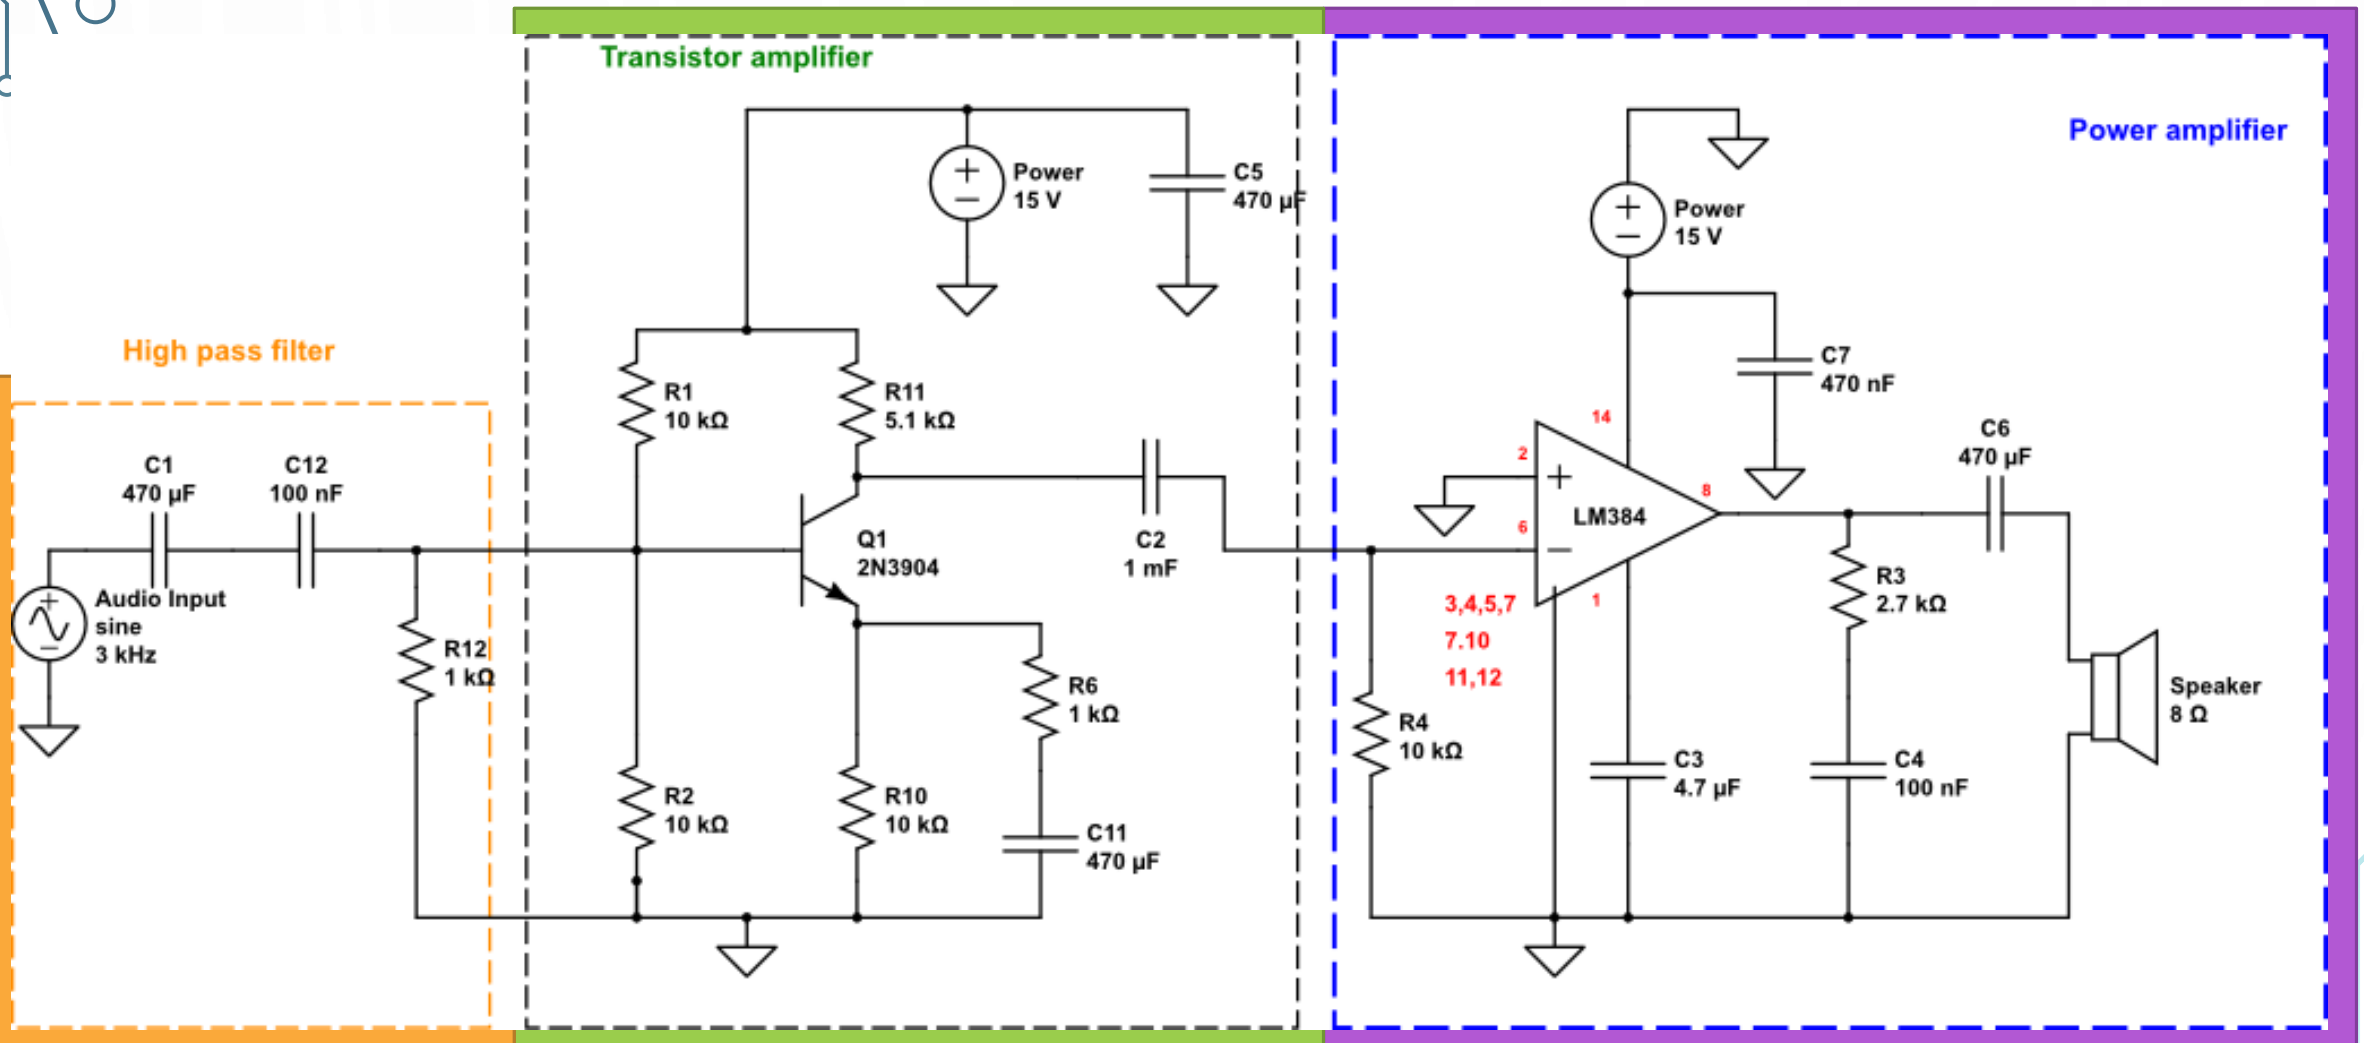 Transistor amplifier
Power amplifier
High pass filter
Power
15 V
C5
470 µF
Power
15 V
C7
470 nF
R1
10 kΩ
R11
5.1 kΩ
C1
470 µF
C12
100 nF
Audio Input
sine
3 kHz
R12
1 kΩ
Q1
2N3904
C2
1 mF
R6
1 kΩ
R2
10 kΩ
R10
10 kΩ
C11
470 µF
14
2
6
8
1
LM384
3,4,5,7
7.10
11,12
C6
470 µF
R3
2.7 kΩ
R4
10 kΩ
C3
4.7 µF
C4
100 nF
Speaker
8 Ω